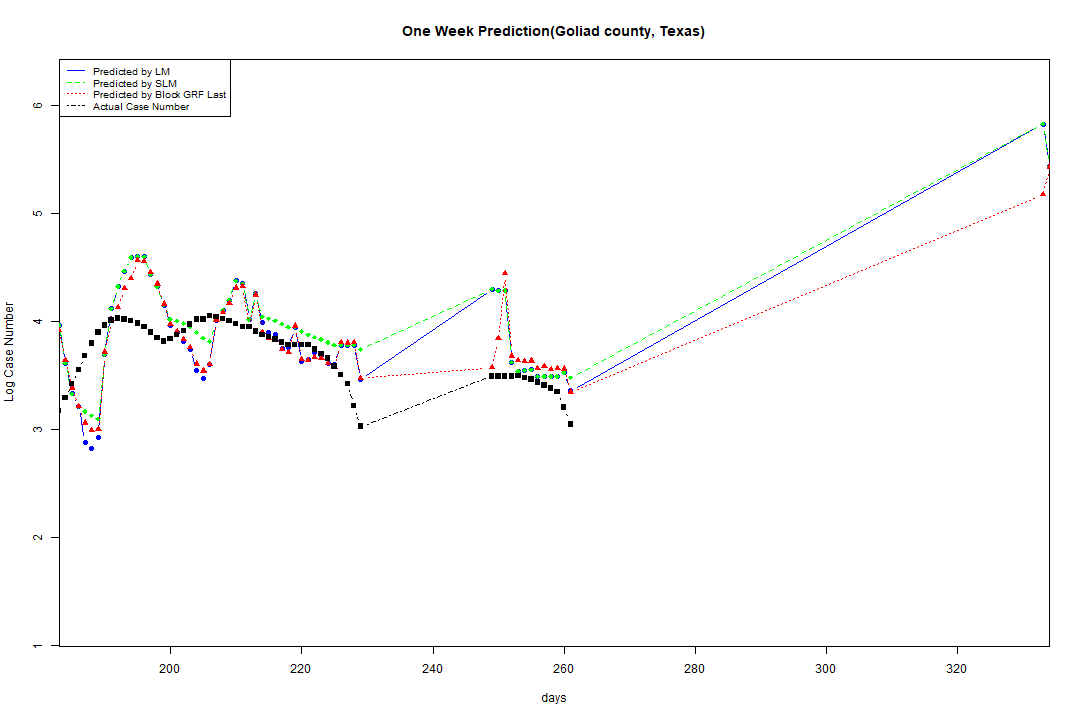 One Week Prediction(Goliad county, Texas)
Predicted by LM
Predicted by SLM
Predicted by Block GRF Last
Actual Case Number
6
5
4
3
2
1
Log Case Number
200 220 240 260 280 300 320
days